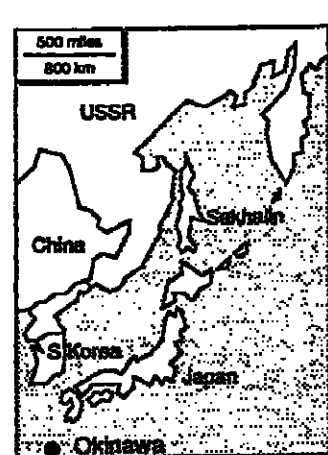 500 miles
800 km
USSR
Sakhalin
China
S.Korea
Japan
Okinawa